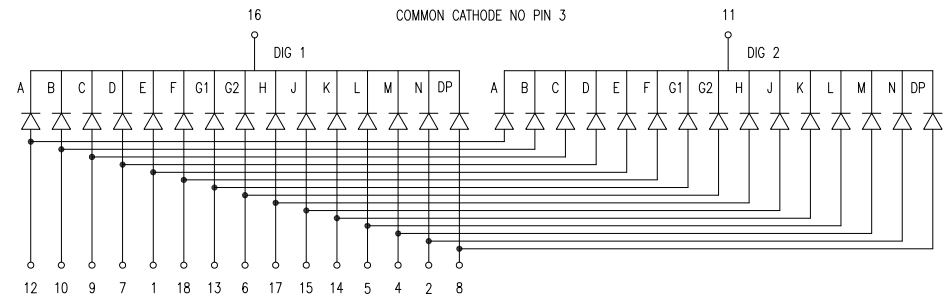 16 COMMON CATHODE NO PIN 3 11
DIG 1 DIG 2
A B C D E F G1 G2 H J K L M N DP A B C D E F G1 G2 H J K L M N DP
12 10 9 7 1 18 13 6 17 15 14 5 4 2 8